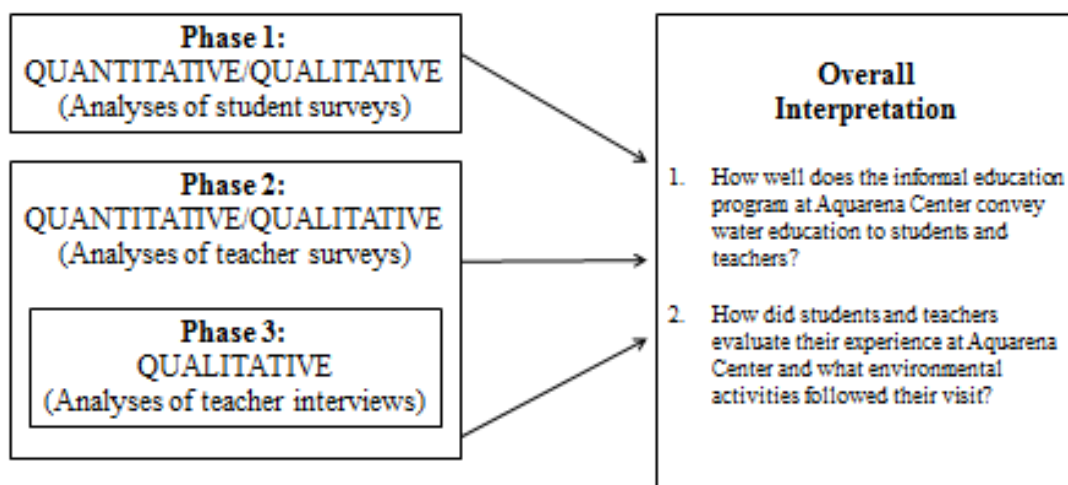 Phase 1:
QUANTITATIVE/QUALITATIVE
(Analyses of student surveys)
Phase 2:
QUANTITATIVE/QUALITATIVE
(Analyses of teacher surveys)
Phase 3:
QUALITATIVE
(Analyses of teacher interviews)
Overall
Interpretation
1. How well does the informal education
program at Aquarena Center convey
water education to students and
teachers?
2. How did students and teachers
evaluate their experience at Aquarena
Center and what environmental
activities followed their visit?